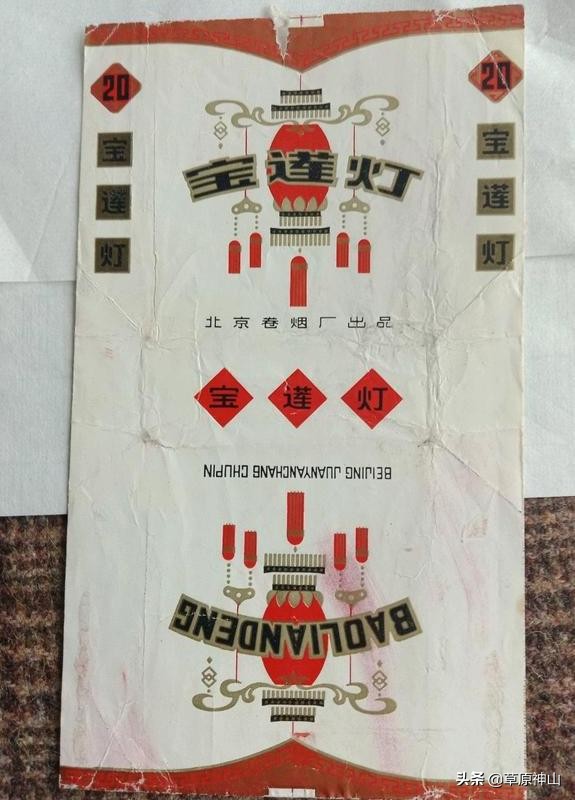 20
20
宝莲灯
宝
莲
灯
宝
莲
灯
北京卷烟厂出品
宝 莲 灯
BEIJING JUANYANCHANG CHUPIN
BAOLIANDENG
头条 @草原神山